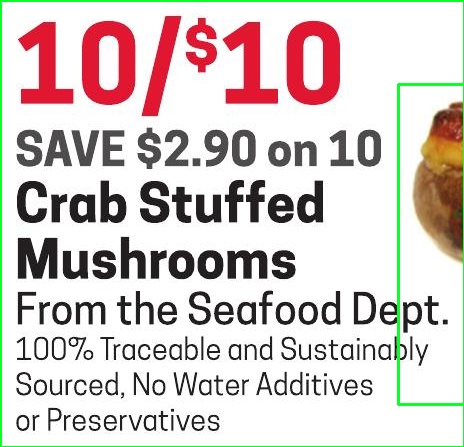 10/$10
SAVE $2.90 on 10
Crab Stuffed
Mushrooms
From the Seafood Dept.
100% Traceable and Sustainably
Sourced, No Water Additives
or Preservatives